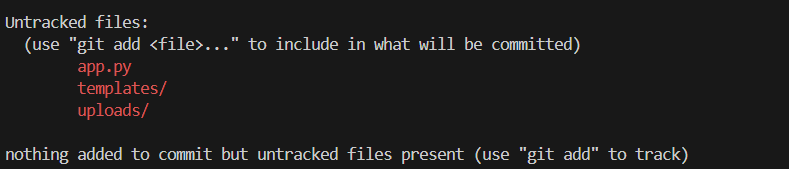 Untracked files:
(use "git add <file>..." to include in what will be committed)
app.py
templates/
uploads/
nothing added to commit but untracked files present (use "git add" to track)